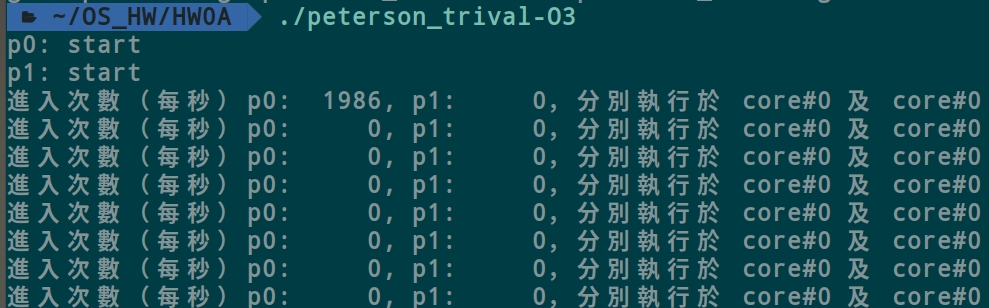 ~/OS_HW/HW0A ./peterson_trival-O3
p0: start
p1: start
進入次數(每秒)p0:  1986, p1:     0, 分別執行於 core#0 及 core#0
進入次數(每秒)p0:     0, p1:     0, 分別執行於 core#0 及 core#0
進入次數(每秒)p0:     0, p1:     0, 分別執行於 core#0 及 core#0
進入次數(每秒)p0:     0, p1:     0, 分別執行於 core#0 及 core#0
進入次數(每秒)p0:     0, p1:     0, 分別執行於 core#0 及 core#0
進入次數(每秒)p0:     0, p1:     0, 分別執行於 core#0 及 core#0
進入次數(每秒)p0:     0, p1:     0, 分別執行於 core#0 及 core#0
進入次數(每秒)p0:     0, p1:     0, 分別執行於 core#0 及 core#0